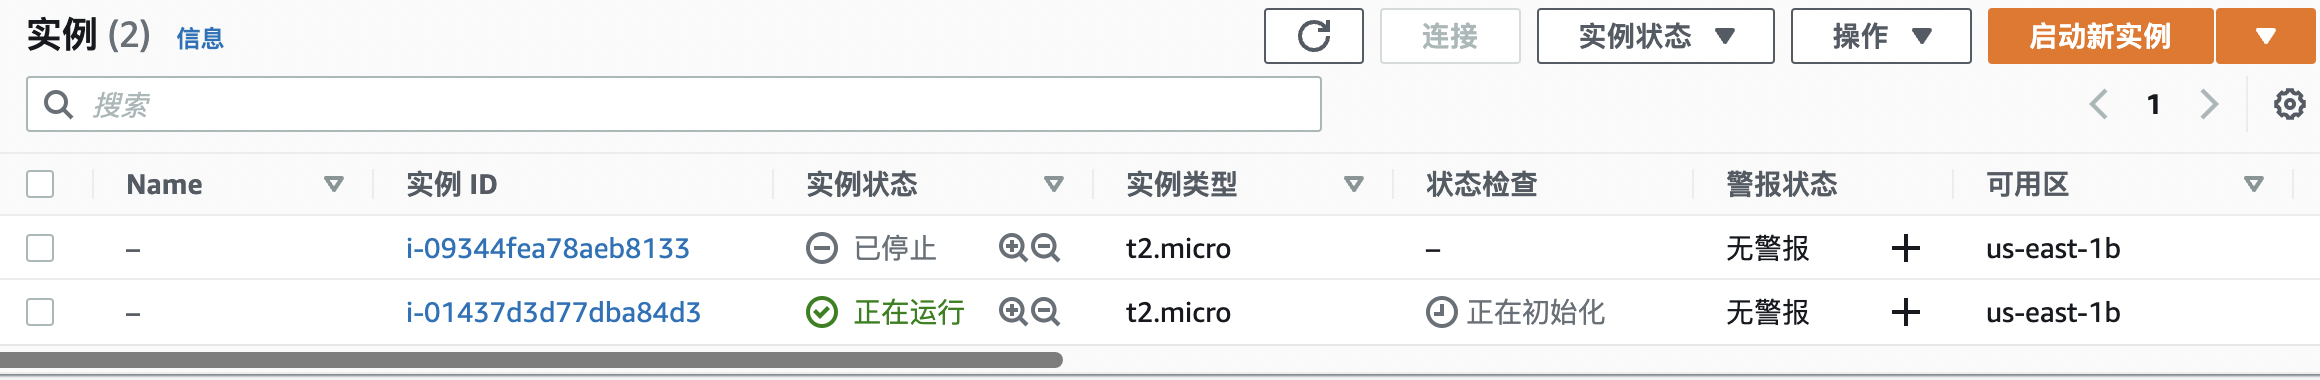 实例 (2) 信息 连接 实例状态 操作 启动新实例
搜索 1
Name 实例 ID 实例状态 实例类型 状态检查 警报状态 可用区
– i-09344fea78aeb8133 已停止 t2.micro – 无警报 us-east-1b
– i-01437d3d77dba84d3 正在运行 t2.micro 正在初始化 无警报 us-east-1b